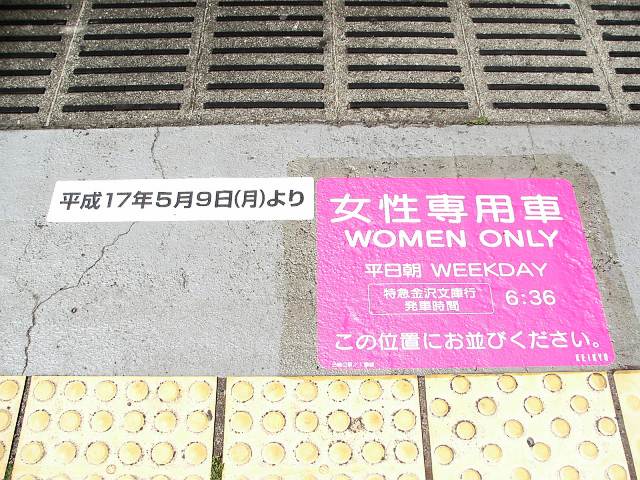 平成17年5月9日(月)より
女性専用車
WOMEN ONLY
平日朝 WEEKDAY
特急金沢文庫行
発車時間
6:36
この位置にお並びください。
KEIKYU